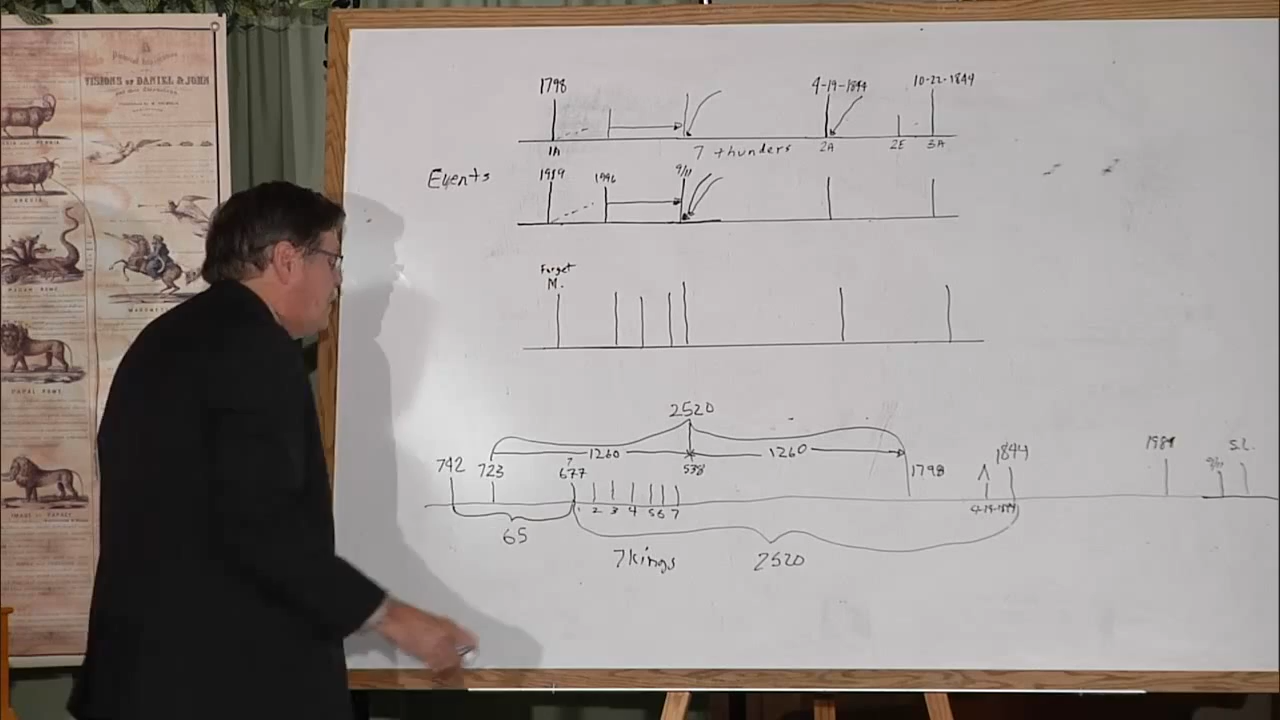 VISIONS OF DANIEL & JOHN
1798
4-19-1844
10-22-1844
1A
7 thunders
2A
2E
3A
Events
1989
1996
9/11
Forget
M.
2520
1260
1260
742
723
677
538
1798
1844
1989
9/11
S.L.
2 3 4 5 6 7
4-19-1844
65
7 kings
2520